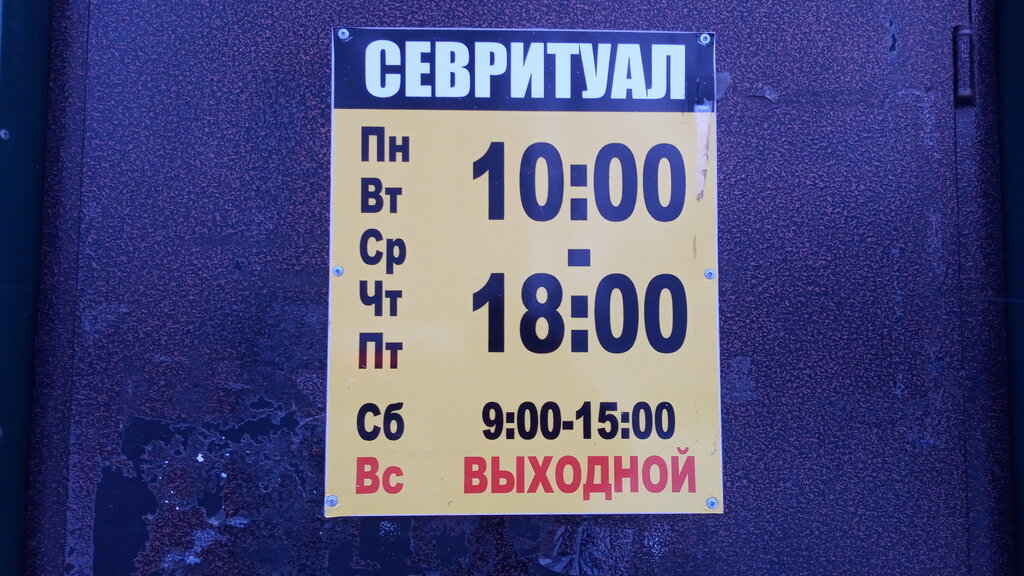 СЕВРИТУАЛ
Пн
Вт
Ср
Чт
Пт
10:00
-
18:00
Сб 9:00-15:00
Вс ВЫХОДНОЙ